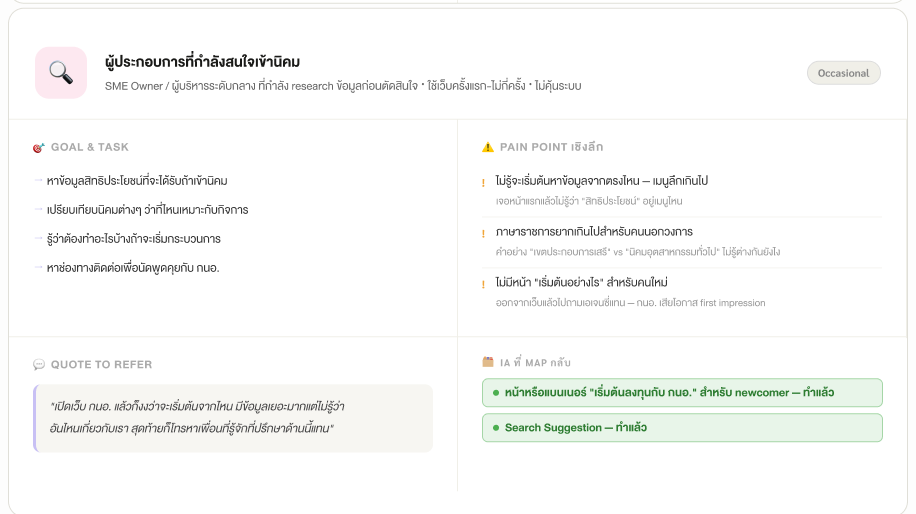 ผู้ประกอบการที่กำลังสนใจเข้านิคม
SME Owner / ผู้บริหารระดับกลาง ที่กำลัง research ข้อมูลก่อนตัดสินใจ • ใช้เว็บครั้งแรก-ไม่กี่ครั้ง • ไม่คุ้นระบบ
Occasional
GOAL & TASK
→ หาข้อมูลสิทธิประโยชน์ที่จะได้รับถ้าเข้านิคม
→ เปรียบเทียบนิคมต่างๆ ว่าที่ไหนเหมาะกับกิจการ
→ รู้ว่าต้องทำอะไรบ้างถ้าจะเริ่มกระบวนการ
→ หาช่องทางติดต่อเพื่อนัดพูดคุยกับ กนอ.
PAIN POINT เชิงลึก
! ไม่รู้จะเริ่มต้นหาข้อมูลจากตรงไหน — เมนูลึกเกินไป
เจอหน้าแรกแล้วไม่รู้ว่า "สิทธิประโยชน์" อยู่เมนูไหน
! ภาษาราชการยากเกินไปสำหรับคนนอกวงการ
คำอย่าง "เขตประกอบการเสรี" vs "นิคมอุตสาหกรรมทั่วไป" ไม่รู้ต่างกันยังไง
! ไม่มีหน้า "เริ่มต้นอย่างไร" สำหรับคนใหม่
ออกจากเว็บแล้วไปถามเอเจนซี่แทน — กนอ. เสียโอกาส first impression
QUOTE TO REFER
"เปิดเว็บ กนอ. แล้วก็งงว่าจะเริ่มต้นจากไหน มีข้อมูลเยอะมากแต่ไม่รู้ว่า
อันไหนเกี่ยวกับเรา สุดท้ายก็โทรหาเพื่อนที่รู้จักที่ปรึกษาด้านนี้แทน"
IA ที่ MAP กลับ
หน้าหรือแบนเนอร์ "เริ่มต้นลงทุนกับ กนอ." สำหรับ newcomer — ทำแล้ว
Search Suggestion — ทำแล้ว